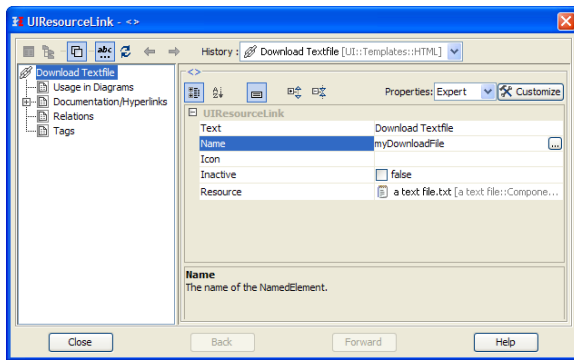 UIResourceLink - <>
abc
History : Download Textfile [UI::Templates::HTML]
Download Textfile
Usage in Diagrams
Documentation/Hyperlinks
Relations
Tags
<>
Properties: Expert Customize
UIResourceLink
Text Download Textfile
Name myDownloadFile ...
Icon
Inactive false
Resource a text file.txt [a text file::Compone...
Name
The name of the NamedElement.
Close Back Forward Help